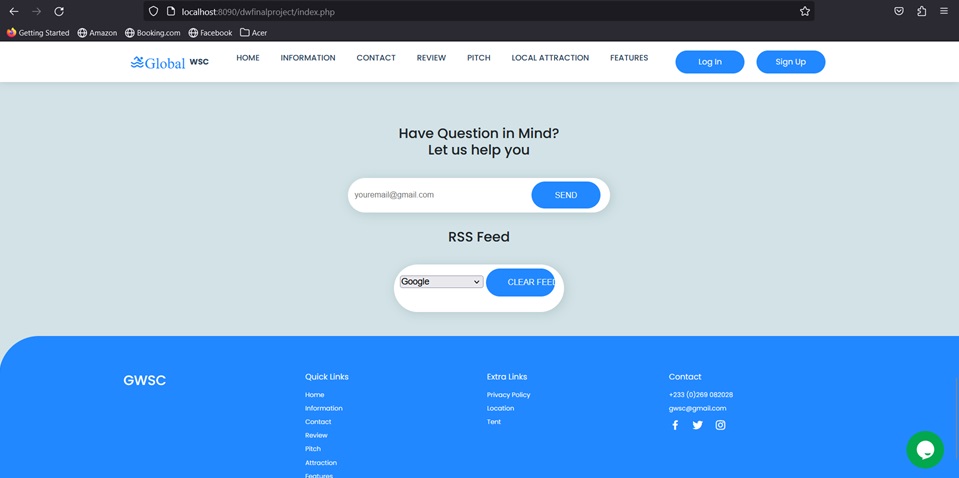 localhost:8090/dwfinalproject/index.php
Getting Started Amazon Booking.com Facebook Acer
Global WSC HOME INFORMATION CONTACT REVIEW PITCH LOCAL ATTRACTION FEATURES Log In Sign Up
Have Question in Mind?
Let us help you
youremail@gmail.com SEND
RSS Feed
Google CLEAR FEED
GWSC
Quick Links
Home
Information
Contact
Review
Pitch
Attraction
Features
Extra Links
Privacy Policy
Location
Tent
Contact
+233 (0)269 082028
gwsc@gmail.com